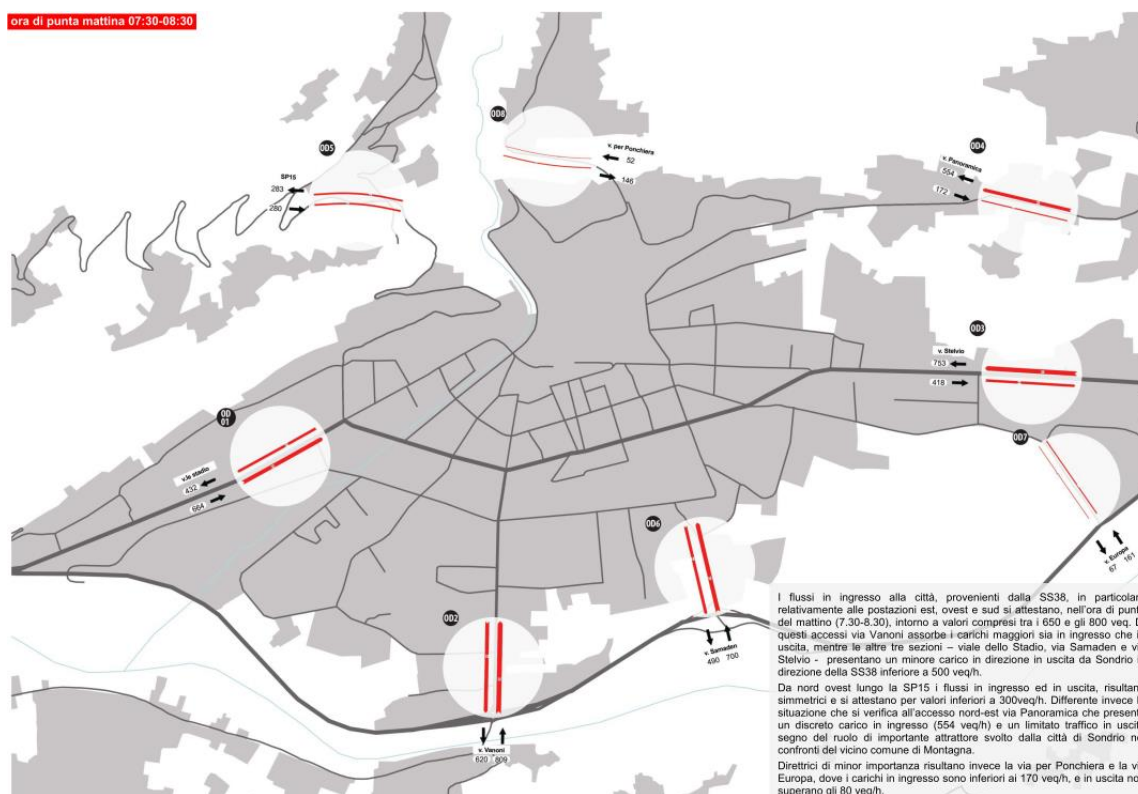 ora di punta mattina 07:30-08:30
OD8
OD5
v. per Ponchiera
52
146
OD4
v. Panoramica
554
172
SP15
283
280
OD3
v. Stelvio
753
418
OD
01
OD7
v.le stadio
432
664
OD6
v. Europa
67 161
OD2
v. Samaden
490 700
v. Vanoni
620 809
I flussi in ingresso alla città, provenienti dalla SS38, in particolar
relativamente alle postazioni est, ovest e sud si attestano, nell'ora di punt
del mattino (7.30-8.30), intorno a valori compresi tra i 650 e gli 800 veq. D
questi accessi via Vanoni assorbe i carichi maggiori sia in ingresso che i
uscita, mentre le altre tre sezioni – viale dello Stadio, via Samaden e vi
Stelvio - presentano un minore carico in direzione in uscita da Sondrio
direzione della SS38 inferiore a 500 veq/h.
Da nord ovest lungo la SP15 i flussi in ingresso ed in uscita, risultan
simmetrici e si attestano per valori inferiori a 300veq/h. Differente invece l
situazione che si verifica all'accesso nord-est via Panoramica che present
un discreto carico in ingresso (554 veq/h) e un limitato traffico in uscit
segno del ruolo di importante attrattore svolto dalla città di Sondrio ne
confronti del vicino comune di Montagna.
Direttrici di minor importanza risultano invece la via per Ponchiera e la vi
Europa, dove i carichi in ingresso sono inferiori ai 170 veq/h, e in uscita no
superano gli 80 veq/h.